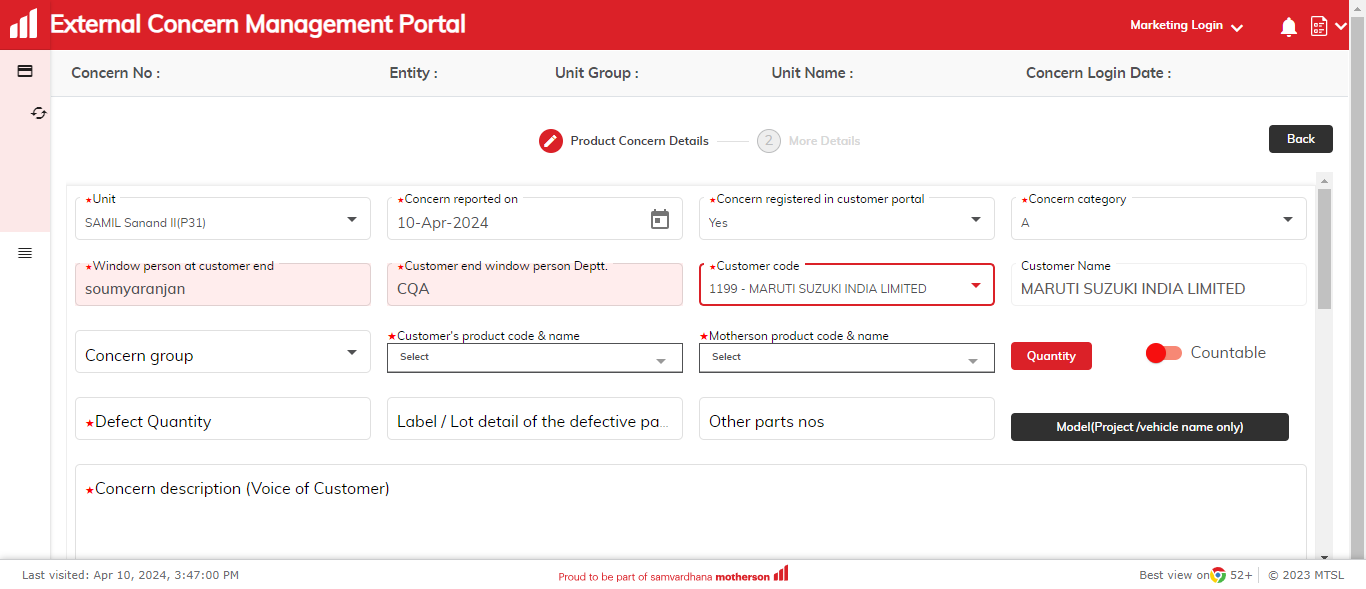 External Concern Management Portal
Marketing Login
Concern No :
Entity :
Unit Group :
Unit Name :
Concern Login Date :
Product Concern Details
2
More Details
Back
★Unit
★Concern reported on
★Concern registered in customer portal
★Concern category
SAMIL Sanand II(P31)
10-Apr-2024
Yes
A
★Window person at customer end
★Customer end window person Deptt.
★Customer code
Customer Name
soumyaranjan
CQA
1199 - MARUTI SUZUKI INDIA LIMITED
MARUTI SUZUKI INDIA LIMITED
★Customer's product code & name
★Motherson product code & name
Concern group
Select
Select
Quantity
Countable
★Defect Quantity
Label / Lot detail of the defective pa...
Other parts nos
Model(Project /vehicle name only)
★Concern description (Voice of Customer)
Last visited: Apr 10, 2024, 3:47:00 PM
Proud to be part of samvardhana motherson
Best view on 52+
© 2023 MTSL